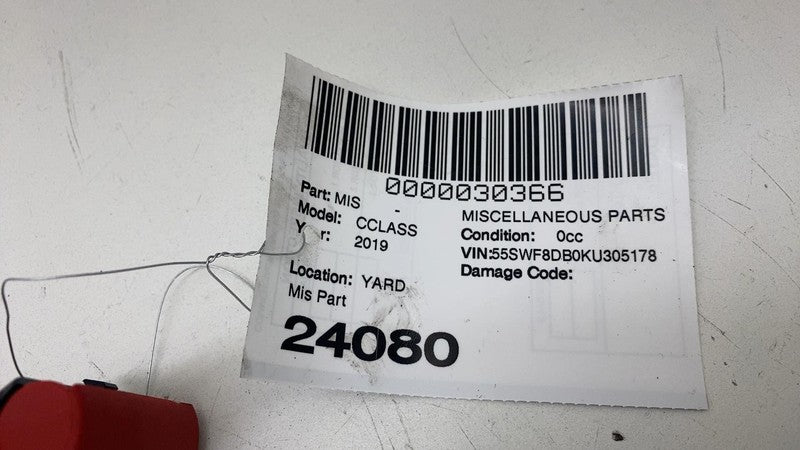 0000030366
Part: MIS - MISCELLANEOUS PARTS
Model: CCLASS Condition: 0cc
Year: 2019 VIN:55SWF8DB0KU305178
Damage Code:
Location: YARD
Mis Part
24080